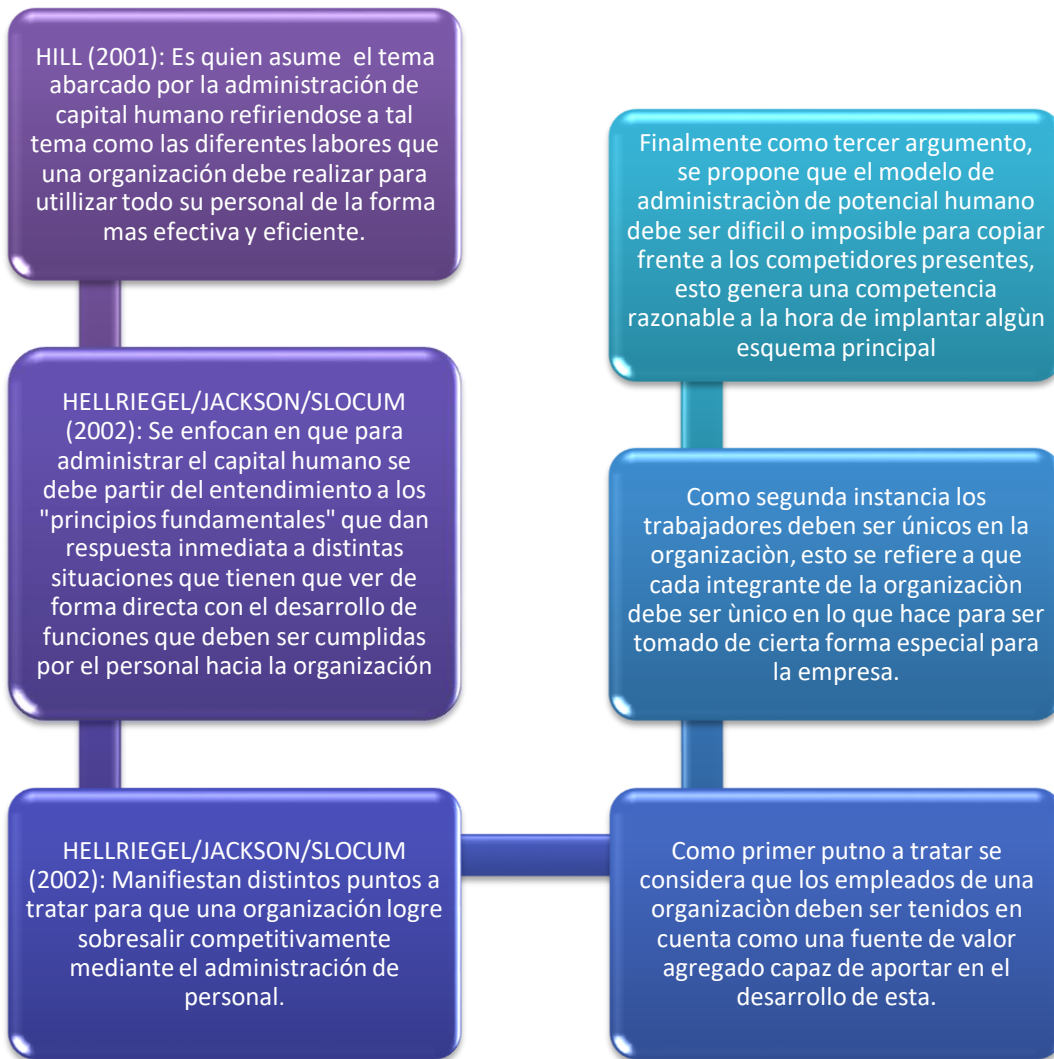 HILL (2001): Es quien asume el tema
abarcado por la administración de
capital humano refiriendose a tal
tema como las diferentes labores que
una organización debe realizar para
utillizar todo su personal de la forma
mas efectiva y eficiente.
HELLRIEGEL/JACKSON/SLOCUM
(2002): Se enfocan en que para
administrar el capital humano se
debe partir del entendimiento a los
"principios fundamentales" que dan
respuesta inmediata a distintas
situaciones que tienen que ver de
forma directa con el desarrollo de
funciones que deben ser cumplidas
por el personal hacia la organización
HELLRIEGEL/JACKSON/SLOCUM
(2002): Manifiestan distintos puntos a
tratar para que una organización logre
sobresalir competitivamente
mediante el administración de
personal.
Como primer putno a tratar se
considera que los empleados de una
organizaciòn deben ser tenidos en
cuenta como una fuente de valor
agregado capaz de aportar en el
desarrollo de esta.
Como segunda instancia los
trabajadores deben ser únicos en la
organizaciòn, esto se refiere a que
cada integrante de la organizaciòn
debe ser ùnico en lo que hace para ser
tomado de cierta forma especial para
la empresa.
Finalmente como tercer argumento,
se propone que el modelo de
administraciòn de potencial humano
debe ser dificil o imposible para copiar
frente a los competidores presentes,
esto genera una competencia
razonable a la hora de implantar algùn
esquema principal